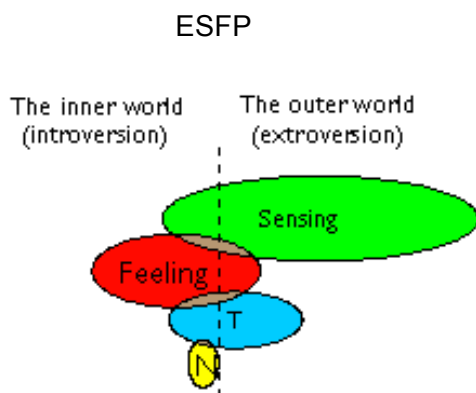 ESFP
The inner world
(introversion)
The outer world
(extroversion)
Sensing
Feeling
T
N